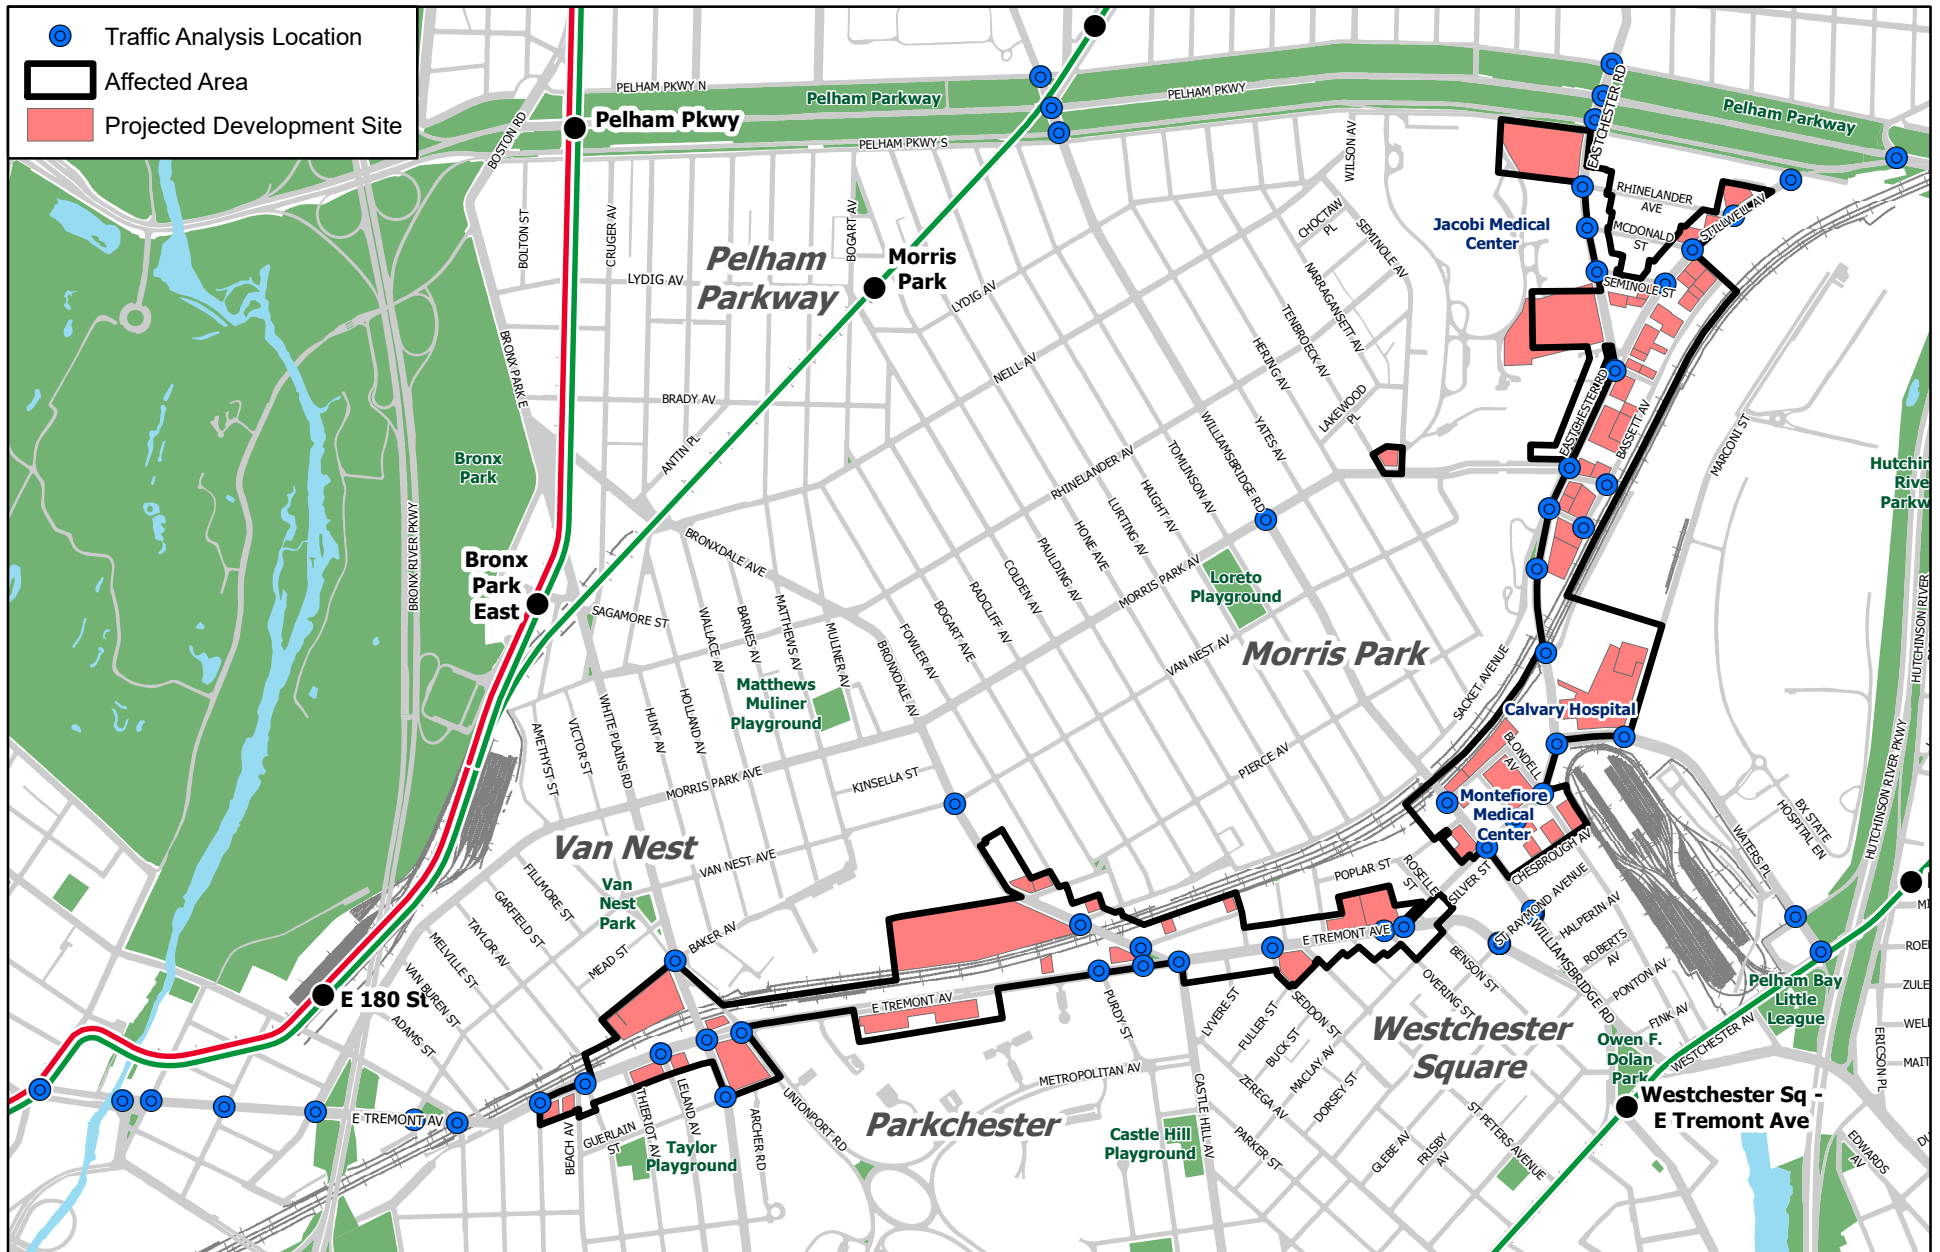 Traffic Analysis Location
Affected Area
Projected Development Site
PELHAM PKWY N
Pelham Parkway
PELHAM PKWY
Pelham Parkway
Pelham Pkwy
PELHAM PKWY S
BOSTON RD
EASTCHESTER RD
WILSON AV
RHINELANDER
AVE
MCDONALD
ST
STILLWELL AV
SEMINOLE ST
Jacobi Medical
Center
CHOCTAW
PL
SEMINOLE AV
NARRAGANSETT AV
TENBROECK AV
HERING AV
LAKEWOOD
PL
BOLTON ST
CRUGER AV
BOGART AV
LYDIG AV
Pelham
Parkway
Morris
Park
LYDIG AV
NEILL AV
BRONX PARK E
BRADY AV
ANTIN PL
Bronx
Park
BRONX RIVER PKWY
EASTCHESTER RD
BASSETT AV
MARCONI ST
YATES AV
WILLIAMSBRIDGE RD
TOMLINSON AV
HAIGHT AV
LURTING AV
HONE AVE
PAULDING AV
COLDEN AV
RADCLIFF AV
BOGART AVE
FOWLER AV
BRONXDALE AV
RHINELANDER AV
MORRIS PARK AV
Loreto
Playground
VAN NEST AV
Morris Park
BRONXDALE AVE
Bronx
Park
East
SAGAMORE ST
WALLACE AV
BARNES AV
MATTHEWS AV
MULINER AV
Matthews
Muliner
Playground
HOLLAND AV
HUNT AV
WHITE PLAINS RD
VICTOR ST
AMETHYST ST
MORRIS PARK AVE
KINSELLA ST
PIERCE AV
SACKET AVENUE
Calvary Hospital
BLONDELL
AV
Montefiore
Medical
Center
CHESBROUGH AV
WATERS PL
BX STATE
HOSPITAL EN
HUTCHINSON RIVER PKWY
HUTCHINSON RIVER
Hutchin
Rive
Parkw
Van Nest
VAN NEST AVE
Van
Nest
Park
FILLMORE ST
GARFIELD ST
TAYLOR AV
MELVILLE ST
VAN BUREN ST
ADAMS ST
MEAD ST
BAKER AV
E 180 St
E TREMONT AV
E TREMONT AV
E TREMONT AVE
POPLAR ST
ROSELLE
ST
SILVER ST
ST RAYMOND AVENUE
HALPERIN AV
ROBERTS
AV
PONTON AV
FINK AV
WILLIAMSBRIDGE RD
BENSON ST
OVERING ST
WESTCHESTER AV
Pelham Bay
Little
League
Owen F.
Dolan
Park
Westchester
Square
Westchester Sq -
E Tremont Ave
PURDY ST
LYVERE ST
FULLER ST
BUCK ST
SEDDON ST
MACLAY AV
DORSEY ST
ZEREGA AV
PARKER ST
CASTLE HILL AV
METROPOLITAN AV
GLEBE AV
FRISBY
AV
ST PETERS AVENUE
Castle Hill
Playground
Parkchester
UNIONPORT RD
ARCHER RD
LELAND AV
THIERIOT AV
GUERLAIN
ST
BEACH AV
Taylor
Playground
ERICSON PL
EDWARDS
AV
MI
ROE
ZULE
WEL
MAIT
DU